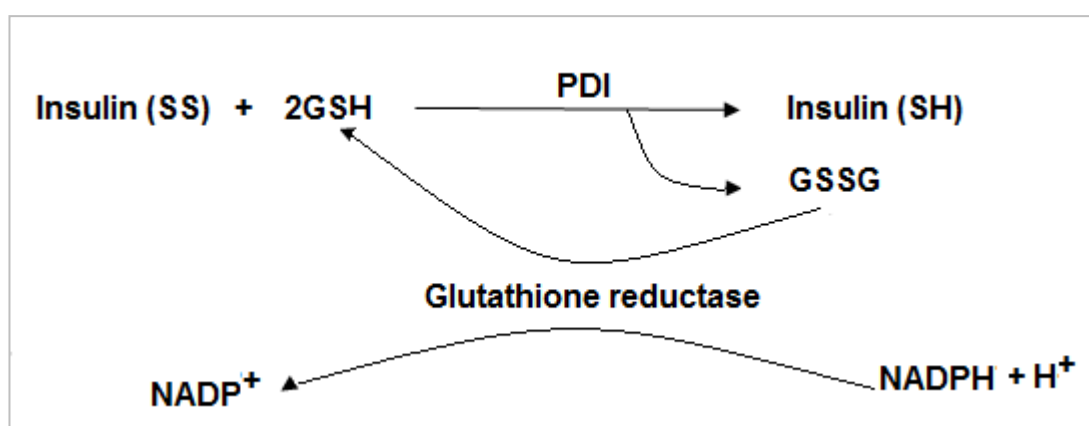 PDI
Insulin (SS) + 2GSH Insulin (SH)
GSSG
Glutathione reductase
NADP⁺ NADPH + H⁺